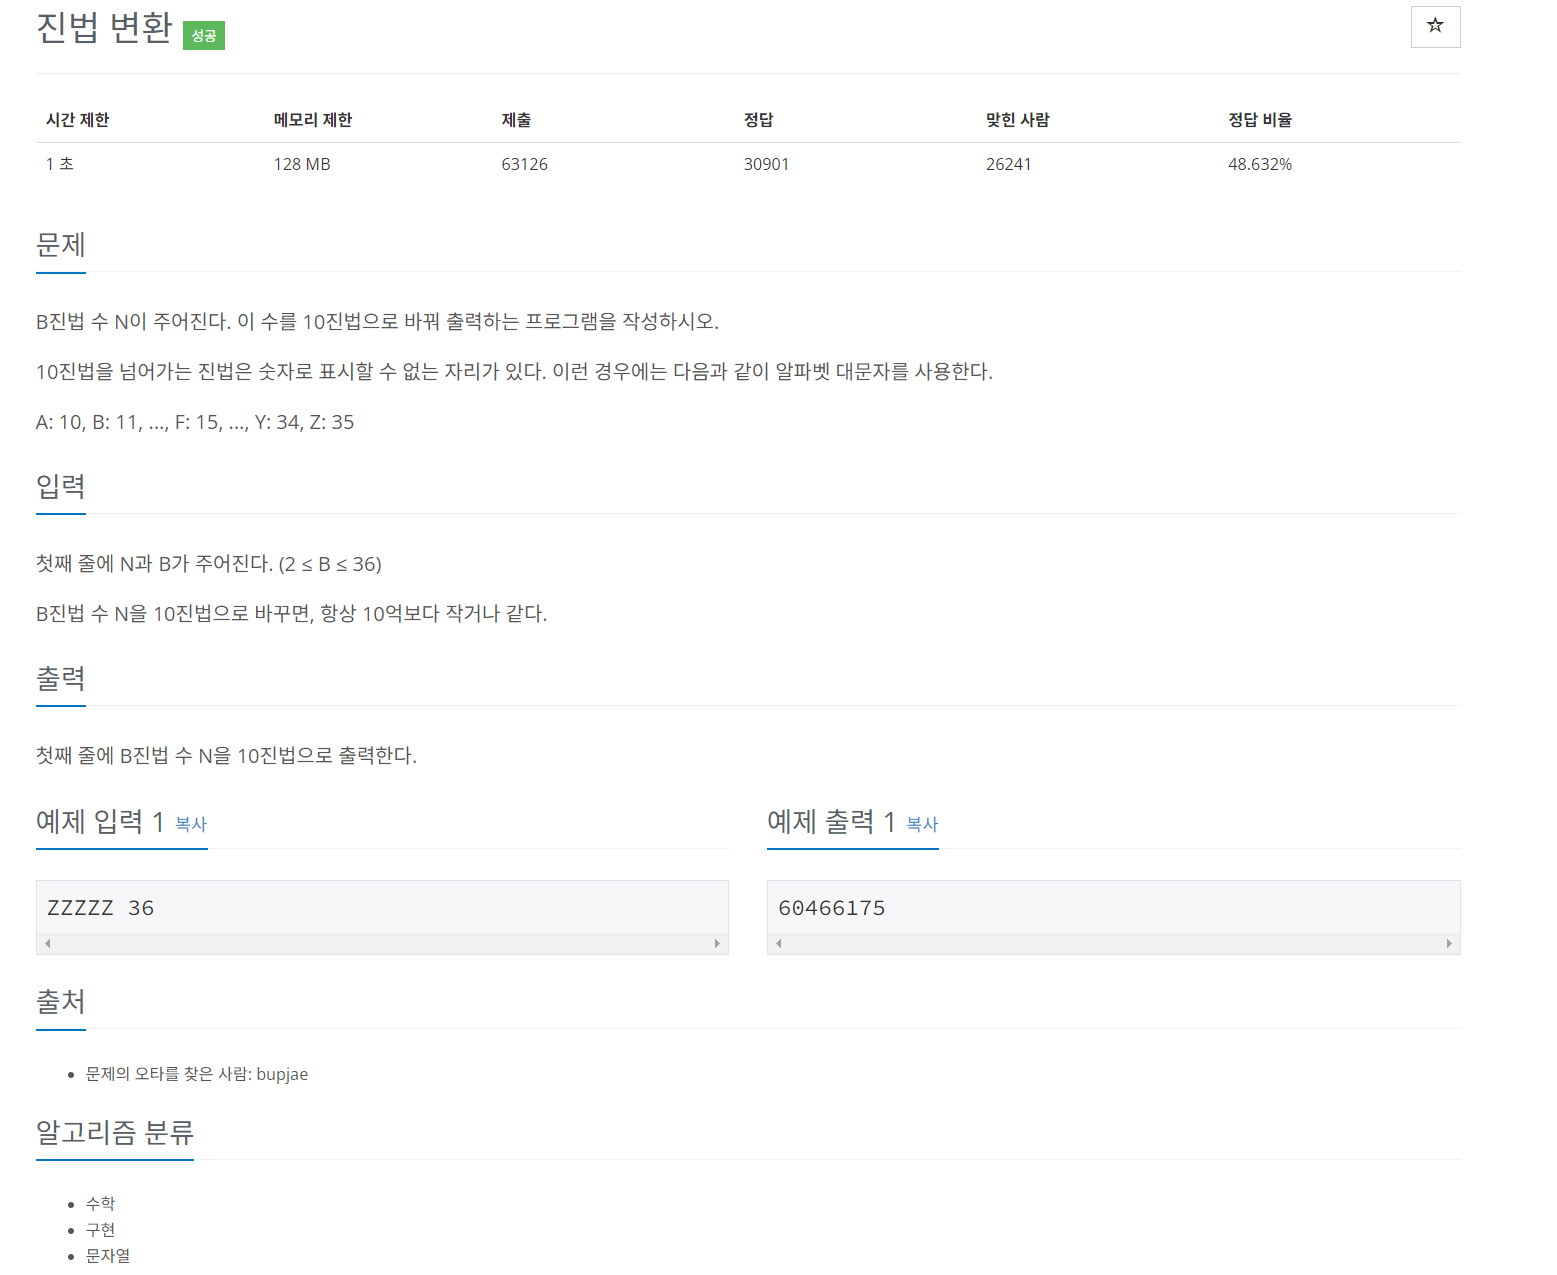 진법 변환 성공
☆
시간 제한 메모리 제한 제출 정답 맞힌 사람 정답 비율
1 초 128 MB 63126 30901 26241 48.632%
문제
B진법 수 N이 주어진다. 이 수를 10진법으로 바꿔 출력하는 프로그램을 작성하시오.
10진법을 넘어가는 진법은 숫자로 표시할 수 없는 자리가 있다. 이런 경우에는 다음과 같이 알파벳 대문자를 사용한다.
A: 10, B: 11, ..., F: 15, ..., Y: 34, Z: 35
입력
첫째 줄에 N과 B가 주어진다. (2 ≤ B ≤ 36)
B진법 수 N을 10진법으로 바꾸면, 항상 10억보다 작거나 같다.
출력
첫째 줄에 B진법 수 N을 10진법으로 출력한다.
예제 입력 1 복사
ZZZZZ 36
예제 출력 1 복사
60466175
출처
문제의 오타를 찾은 사람: bupjae
알고리즘 분류
수학
구현
문자열